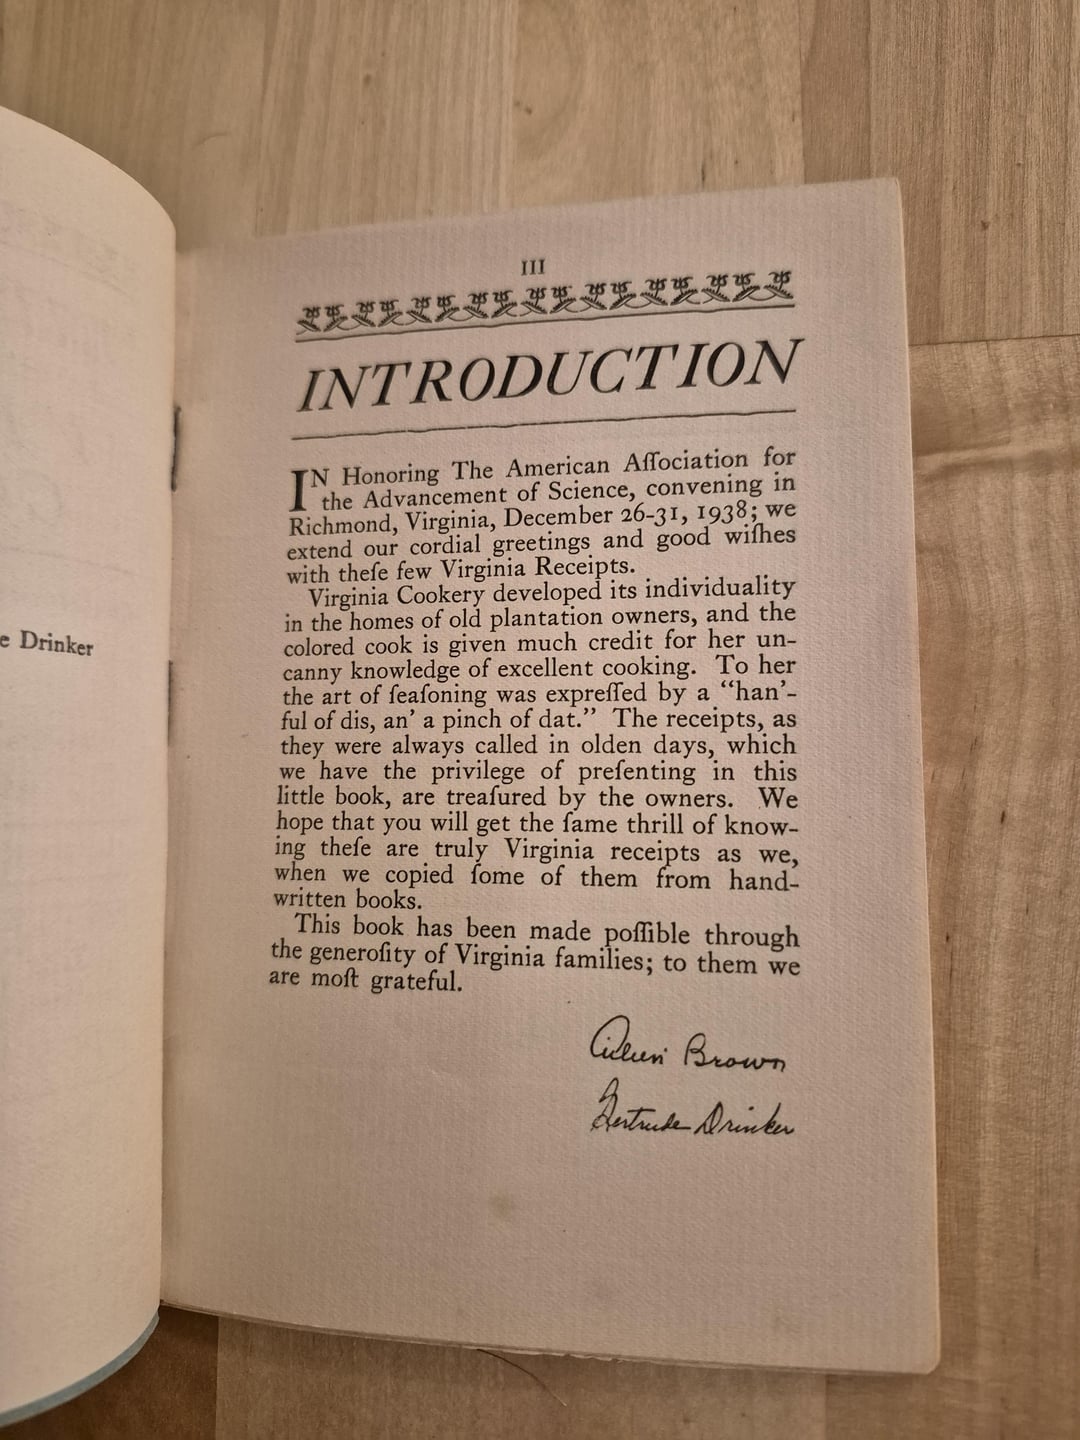 e Drinker
III
INTRODUCTION
IN Honoring The American Aſſociation for
the Advancement of Science, convening in
Richmond, Virginia, December 26-31, 1938; we
extend our cordial greetings and good wiſhes
with theſe few Virginia Receipts.
Virginia Cookery developed its individuality
in the homes of old plantation owners, and the
colored cook is given much credit for her un-
canny knowledge of excellent cooking. To her
the art of ſeaſoning was expreſſed by a “han’-
ful of dis, an’ a pinch of dat.” The receipts, as
they were always called in olden days, which
we have the privilege of preſenting in this
little book, are treaſured by the owners. We
hope that you will get the ſame thrill of know-
ing theſe are truly Virginia receipts as we,
when we copied ſome of them from hand-
written books.
This book has been made poſſible through
the generoſity of Virginia families; to them we
are moſt grateful.
Brown
Gertrude Drinker